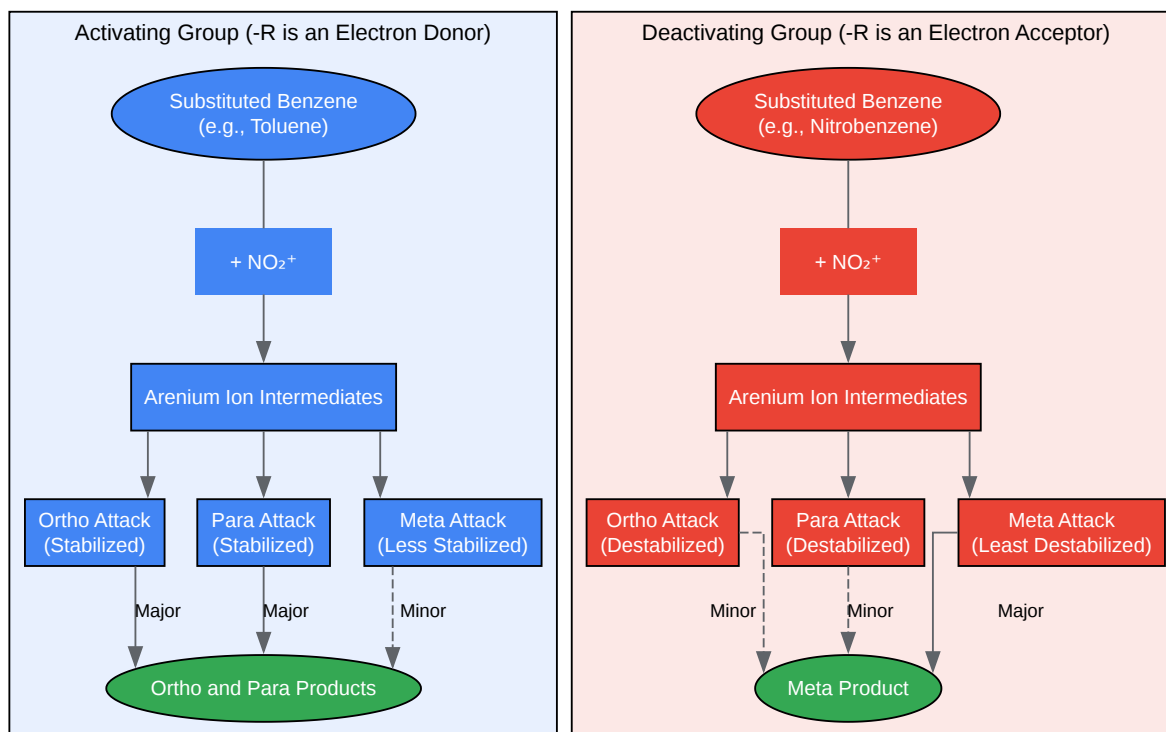 Activating Group (-R is an Electron Donor)
Substituted Benzene
(e.g., Toluene)
+ NO₂⁺
Arenium Ion Intermediates
Ortho Attack
(Stabilized)
Para Attack
(Stabilized)
Meta Attack
(Less Stabilized)
Major
Major
Minor
Ortho and Para Products
Deactivating Group (-R is an Electron Acceptor)
Substituted Benzene
(e.g., Nitrobenzene)
+ NO₂⁺
Arenium Ion Intermediates
Ortho Attack
(Destabilized)
Para Attack
(Destabilized)
Meta Attack
(Least Destabilized)
Minor
Minor
Major
Meta Product